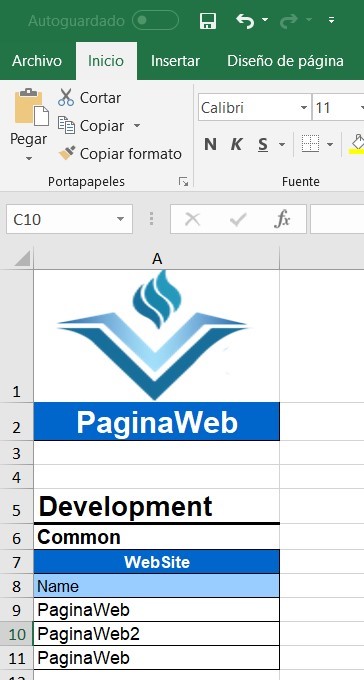 Autoguardado
Archivo Inicio Insertar Diseño de página
Pegar
Cortar
Copiar
Copiar formato
Calibri 11
N K S
Portapapeles
Fuente
C10 fx
A
1
2 PaginaWeb
3
4
5 Development
6 Common
7 WebSite
8 Name
9 PaginaWeb
10 PaginaWeb2
11 PaginaWeb